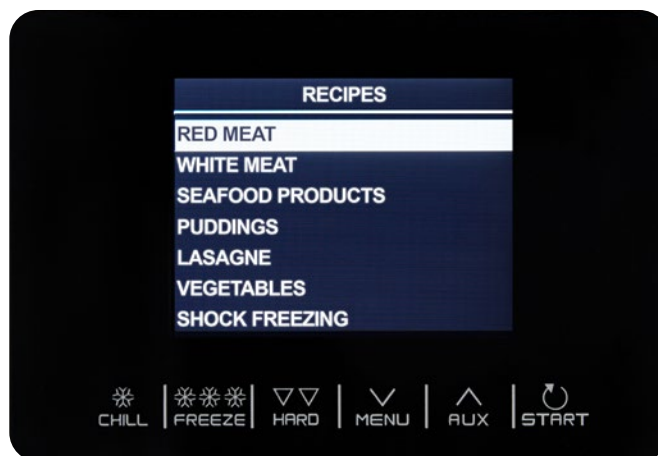 RECIPES
RED MEAT
WHITE MEAT
SEAFOOD PRODUCTS
PUDDINGS
LASAGNE
VEGETABLES
SHOCK FREEZING
CHILL FREEZE HARD MENU AUX START